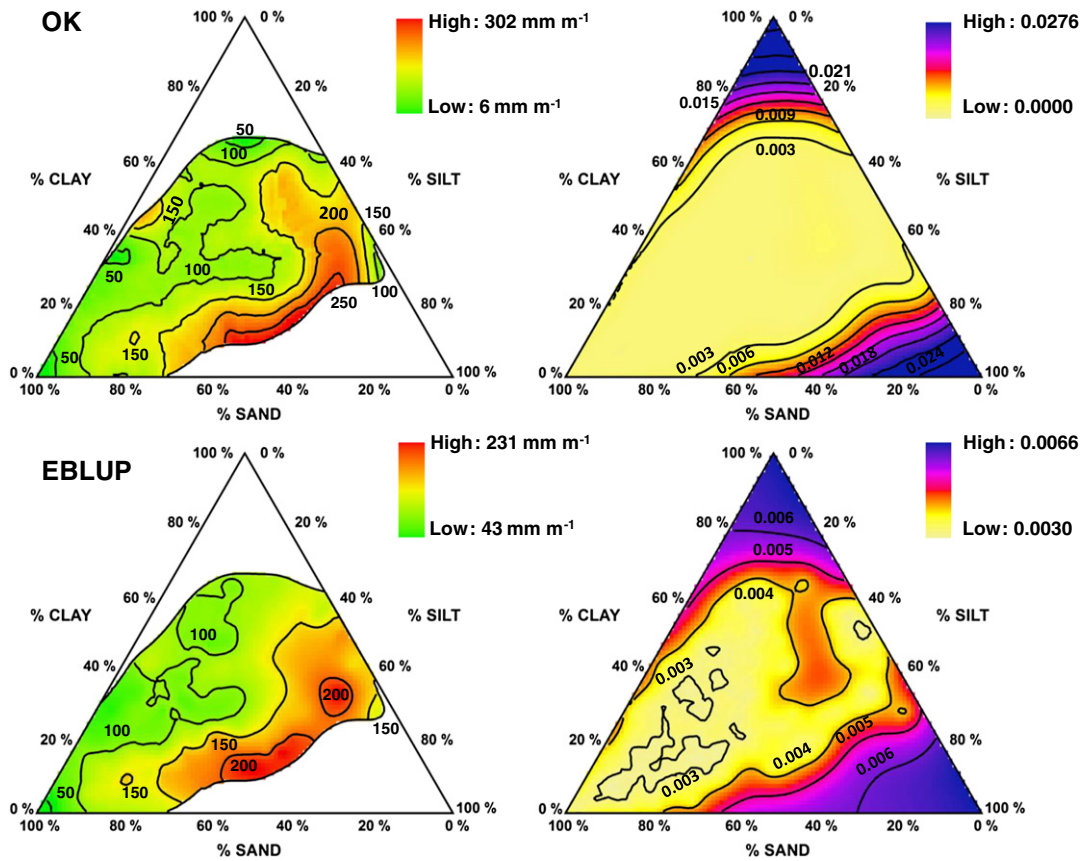 OK
100 % 0 %
High: 302 mm m-1
Low: 6 mm m-1
80 % 20 %
50
100
60 % 40 %
% CLAY % SILT
150 200 150
40 % 60 %
50 100
150 250 100
20 % 80 %
50 150
0 % 100 %
100 % 80 % 60 % 40 % 20 % 0 %
% SAND
100 % 0 %
High: 0.0276
Low: 0.0000
0.021
80 % 20 %
0.015
0.009
0.003
60 % 40 %
% CLAY % SILT
40 % 60 %
20 % 80 %
0.003 0.006 0.012 0.018 0.024
0 % 100 %
100 % 80 % 60 % 40 % 20 % 0 %
% SAND
EBLUP
100 % 0 %
High: 231 mm m-1
Low: 43 mm m-1
80 % 20 %
60 % 40 %
% CLAY % SILT
100
40 % 60 %
200
100 150
150
20 % 80 %
200
50 150
0 % 100 %
100 % 80 % 60 % 40 % 20 % 0 %
% SAND
100 % 0 %
High: 0.0066
Low: 0.0030
0.006
80 % 20 %
0.005
0.004
60 % 40 %
% CLAY % SILT
0.003
40 % 60 %
0.005
20 % 80 %
0.004 0.006
0.003
0 % 100 %
100 % 80 % 60 % 40 % 20 % 0 %
% SAND